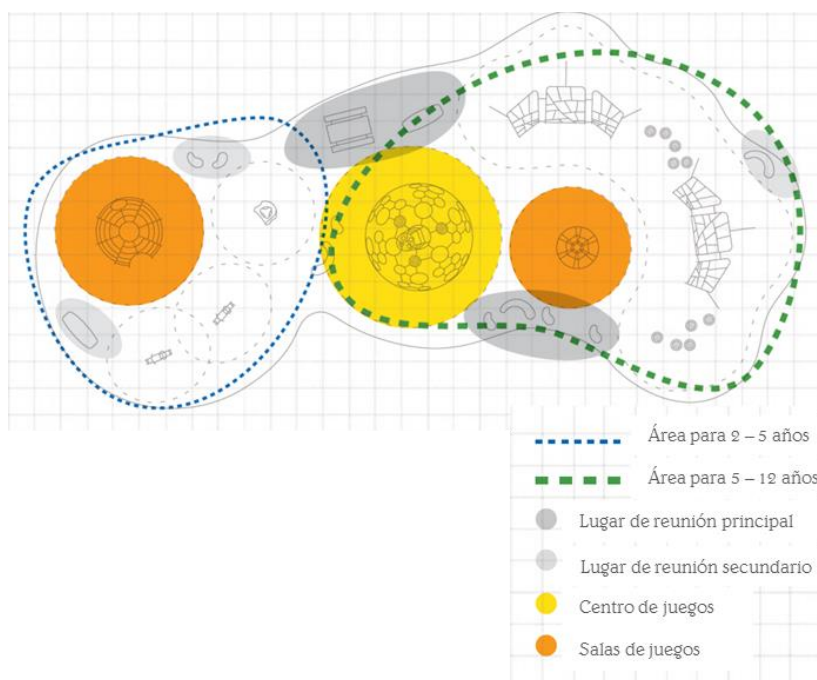 Área para 2 – 5 años
Área para 5 – 12 años
Lugar de reunión principal
Lugar de reunión secundario
Centro de juegos
Salas de juegos